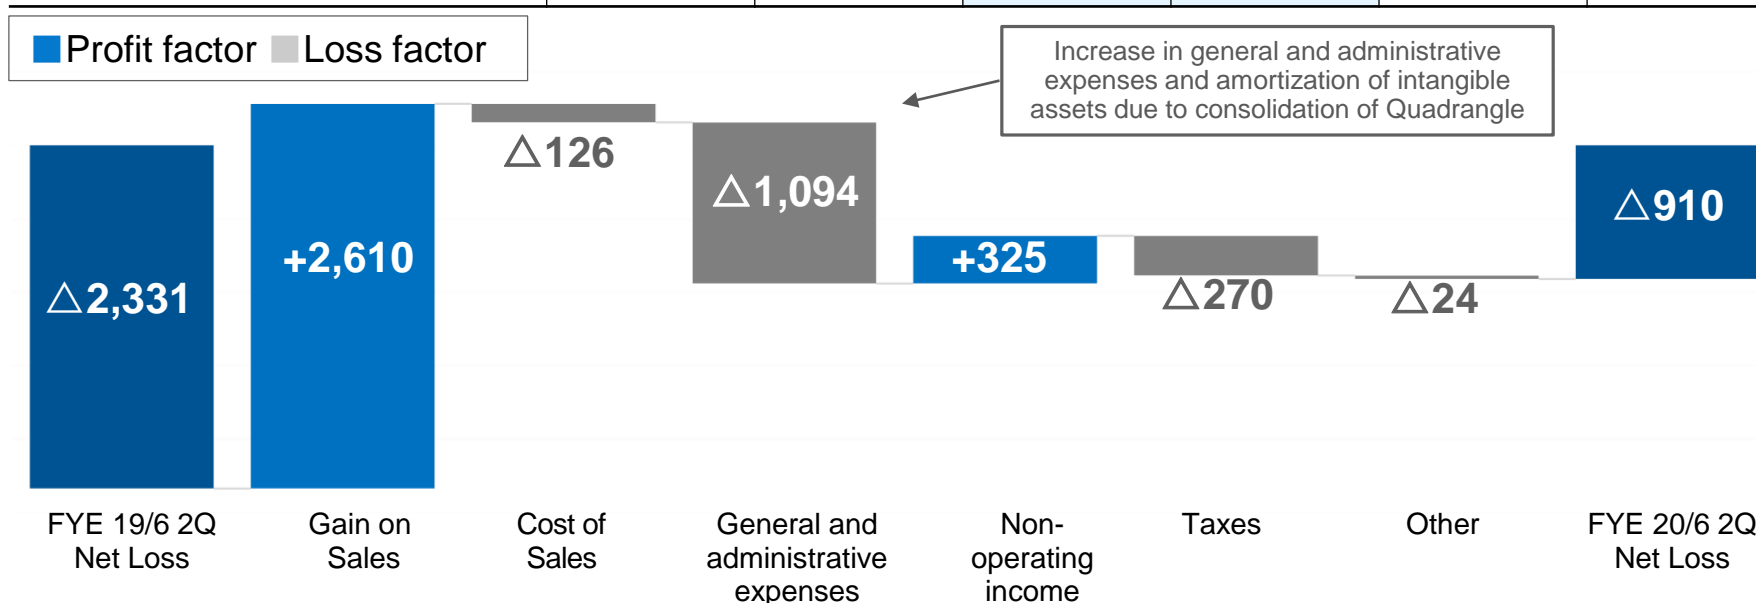 Profit factor
Loss factor
Increase in general and administrative
expenses and amortization of intangible
assets due to consolidation of Quadrangle
△2,331
+2,610
△126
△1,094
+325
△270
△24
△910
FYE 19/6 2Q
Net Loss
Gain on
Sales
Cost of
Sales
General and
administrative
expenses
Non-
operating
income
Taxes
Other
FYE 20/6 2Q
Net Loss